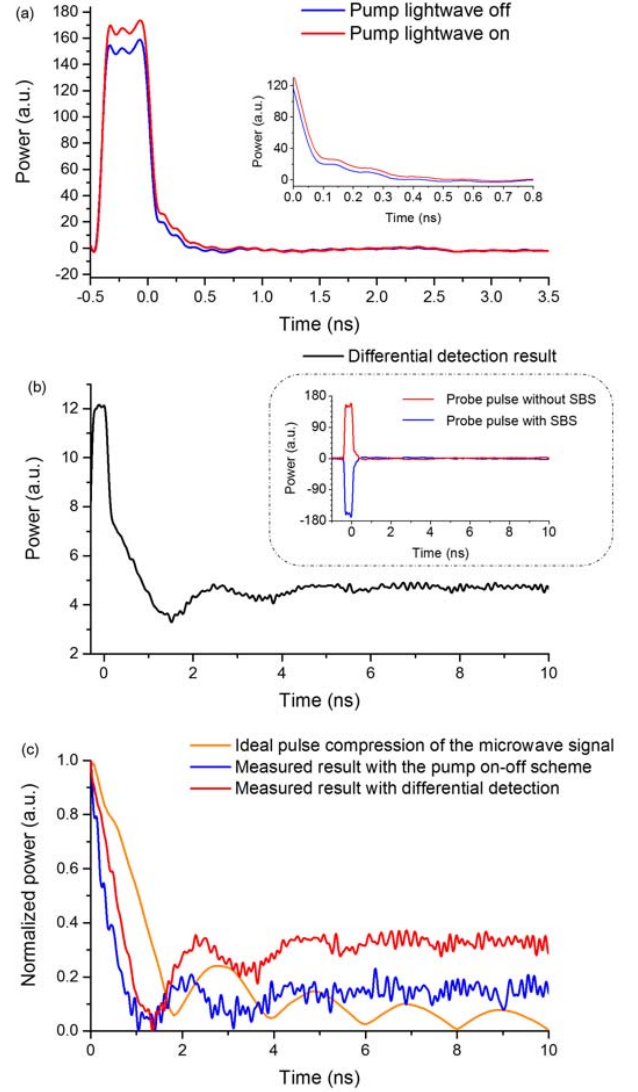 (a)
Pump lightwave off
Pump lightwave on
Power (a.u.)
180
160
140
120
100
80
60
40
20
0
-20
-0.5 0.0 0.5 1.0 1.5 2.0 2.5 3.0 3.5
Time (ns)
Power (a.u.)
120
80
40
0
0.0 0.1 0.2 0.3 0.4 0.5 0.6 0.7 0.8
Time (ns)
(b)
Differential detection result
Power (a.u.)
12
10
8
6
4
2
0 2 4 6 8 10
Time (ns)
Probe pulse without SBS
Probe pulse with SBS
Power (a.u.)
180
90
0
-90
-180
0 2 4 6 8 10
Time (ns)
(c)
Ideal pulse compression of the microwave signal
Measured result with the pump on-off scheme
Measured result with differential detection
Normalized power (a.u.)
1.0
0.8
0.6
0.4
0.2
0.0
0 2 4 6 8 10
Time (ns)